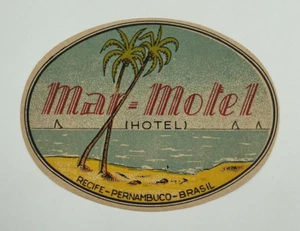 Mar=Motel
(HOTEL)
RECIFE-PERNAMBUCO-BRASIL